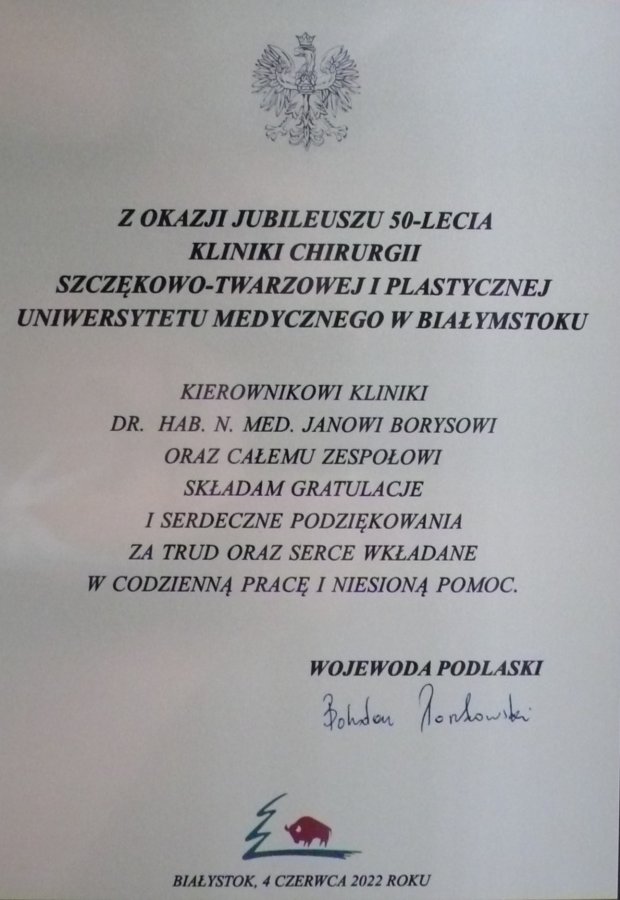 Z OKAZJI JUBILEUSZU 50-LECIA
KLINIKI CHIRURGII
SZCZĘKOWO-TWARZOWEJ I PLASTYCZNEJ
UNIWERSYTETU MEDYCZNEGO W BIAŁYMSTOKU
KIEROWNIKOWI KLINIKI
DR. HAB. N. MED. JANOWI BORYSOWI
ORAZ CAŁEMU ZESPOŁOWI
SKŁADAM GRATULACJE
I SERDECZNE PODZIĘKOWANIA
ZA TRUD ORAZ SERCE WKŁADANE
W CODZIENNĄ PRACĘ I NIESIONĄ POMOC.
WOJEWODA PODLASKI
Bohdan Paszkowski
BIAŁYSTOK, 4 CZERWCA 2022 ROKU